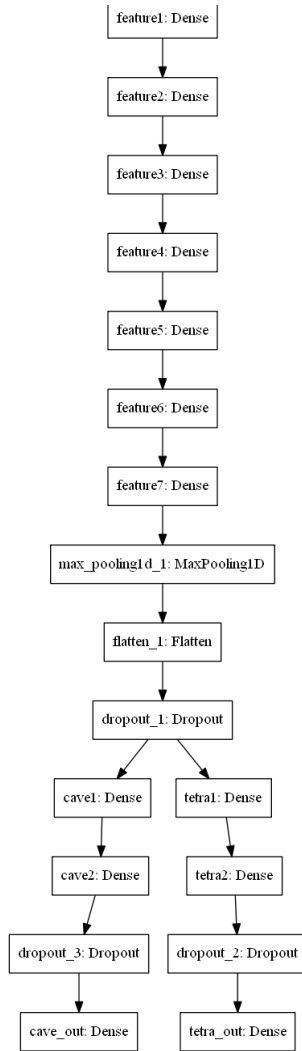 feature1: Dense
feature2: Dense
feature3: Dense
feature4: Dense
feature5: Dense
feature6: Dense
feature7: Dense
max_pooling1d_1: MaxPooling1D
flatten_1: Flatten
dropout_1: Dropout
cave1: Dense
tetra1: Dense
cave2: Dense
tetra2: Dense
dropout_3: Dropout
dropout_2: Dropout
cave_out: Dense
tetra_out: Dense